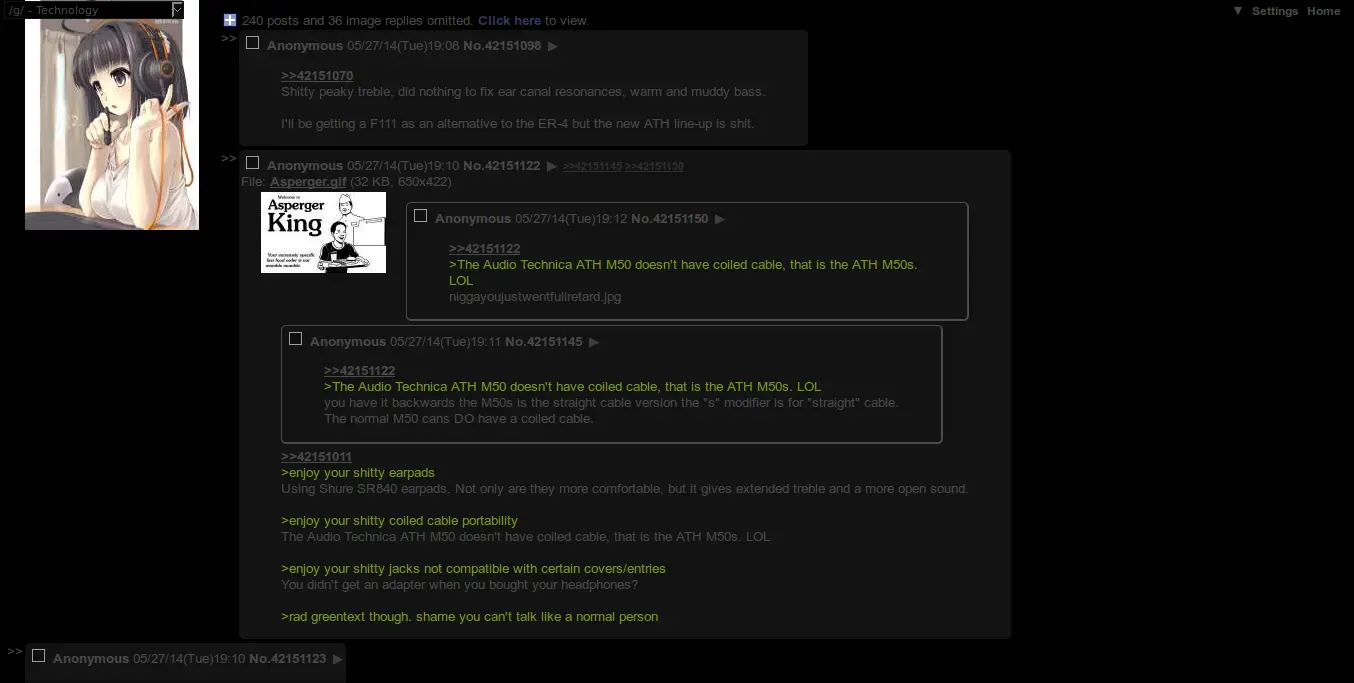 /g/ - Technology
▼ Settings Home
240 posts and 36 image replies omitted. Click here to view.
>> Anonymous 05/27/14(Tue)19:08 No.42151098 ▶
>>42151070
Shitty peaky treble, did nothing to fix ear canal resonances, warm and muddy bass.
I'll be getting a F111 as an alternative to the ER-4 but the new ATH line-up is shit.
>> Anonymous 05/27/14(Tue)19:10 No.42151122 ▶ >>42151145 >>42151150
File: Asperger.gif (32 KB, 650x422)
Welcome to
Asperger
King
Your extremely specific
fast food order is our
Anonymous 05/27/14(Tue)19:12 No.42151150 ▶
>>42151122
>The Audio Technica ATH M50 doesn't have coiled cable, that is the ATH M50s.
LOL
niggayoujustwentfullretard.jpg
Anonymous 05/27/14(Tue)19:11 No.42151145 ▶
>>42151122
>The Audio Technica ATH M50 doesn't have coiled cable, that is the ATH M50s. LOL
you have it backwards the M50s is the straight cable version the "s" modifier is for "straight" cable.
The normal M50 cans DO have a coiled cable.
>>42151011
>enjoy your shitty earpads
Using Shure SR840 earpads. Not only are they more comfortable, but it gives extended treble and a more open sound.
>enjoy your shitty coiled cable portability
The Audio Technica ATH M50 doesn't have coiled cable, that is the ATH M50s. LOL
>enjoy your shitty jacks not compatible with certain covers/entries
You didn't get an adapter when you bought your headphones?
>rad greentext though. shame you can't talk like a normal person
>> Anonymous 05/27/14(Tue)19:10 No.42151123 ▶